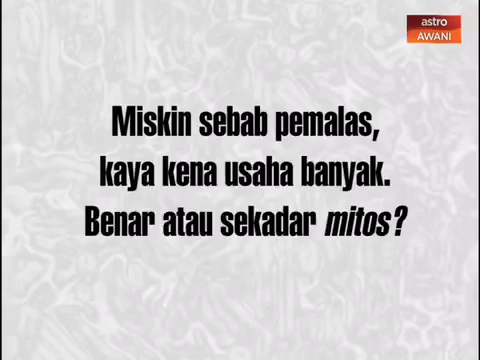 astro
AWANI
Miskin sebab pemalas,
kaya kena usaha banyak.
Benar atau sekadar mitos?